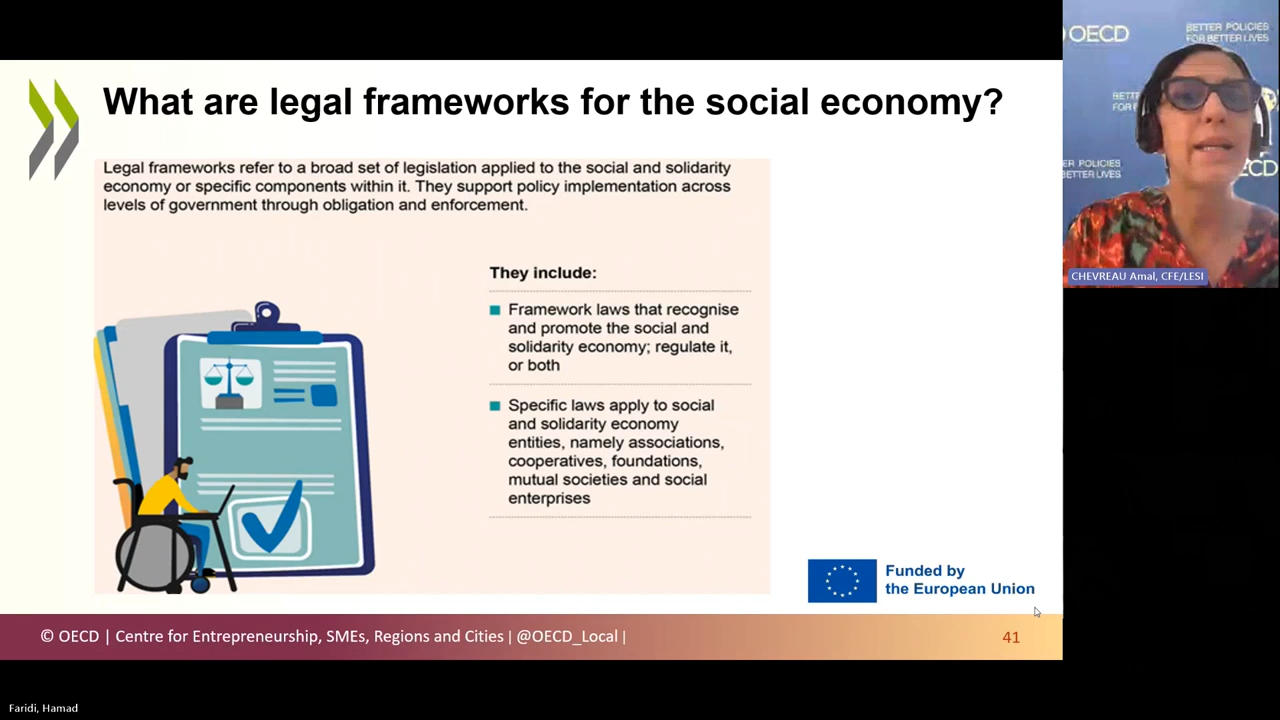 What are legal frameworks for the social economy?
Legal frameworks refer to a broad set of legislation applied to the social and solidarity
economy or specific components within it. They support policy implementation across
levels of government through obligation and enforcement.
They include:
Framework laws that recognise
and promote the social and
solidarity economy; regulate it,
or both
Specific laws apply to social
and solidarity economy
entities, namely associations,
cooperatives, foundations,
mutual societies and social
enterprises
Funded by
the European Union
© OECD | Centre for Entrepreneurship, SMEs, Regions and Cities | @OECD_Local |
41
OECD
BETTER POLICIES
FOR BETTER LIVES
CHEVREAU Amal, CFE/LESI
Faridi, Hamad